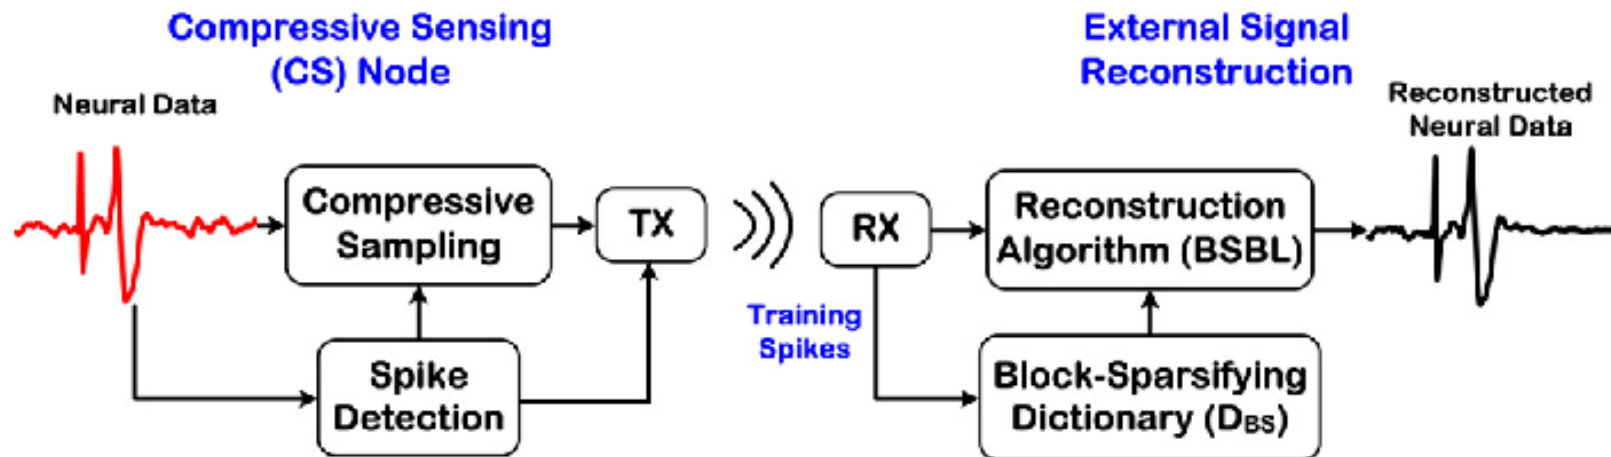 Compressive Sensing
(CS) Node
External Signal
Reconstruction
Neural Data
Reconstructed
Neural Data
Compressive
Sampling
TX
RX
Reconstruction
Algorithm (BSBL)
Training
Spikes
Spike
Detection
Block-Sparsifying
Dictionary (DBS)